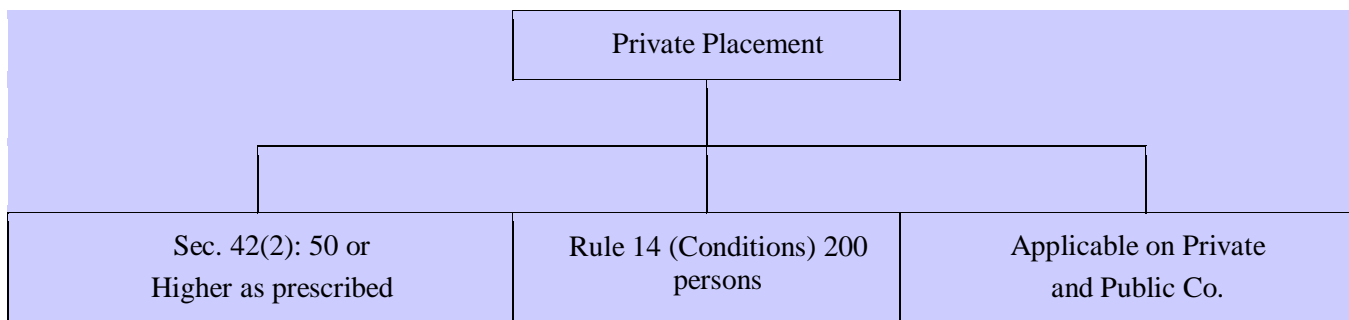 Private Placement
Sec. 42(2): 50 or
Higher as prescribed
Rule 14 (Conditions) 200
persons
Applicable on Private
and Public Co.